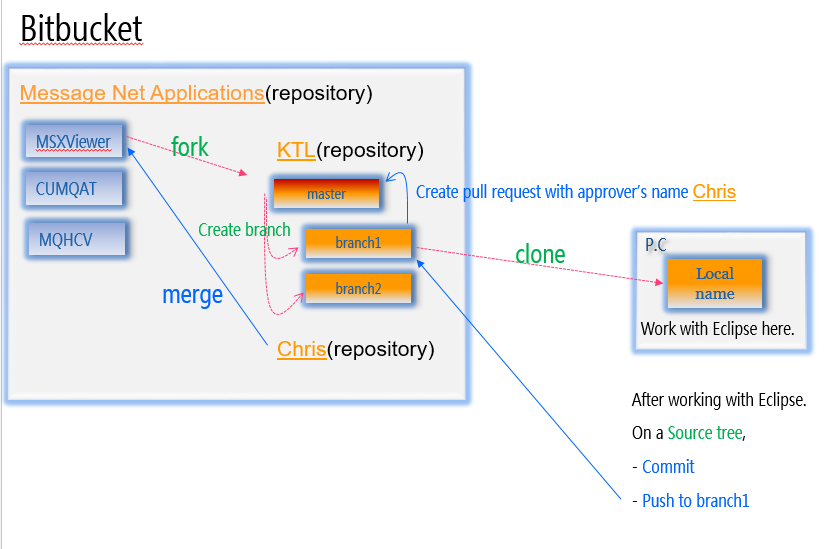 Bitbucket
Message Net Applications(repository)
MSXViewer
fork
KTL(repository)
CUMQAT
master
Create pull request with approver's name Chris
Create branch
MQHCV
branch1
clone
P.C
Local
name
merge
branch2
Work with Eclipse here.
Chris(repository)
After working with Eclipse.
On a Source tree,
- Commit
- Push to branch1